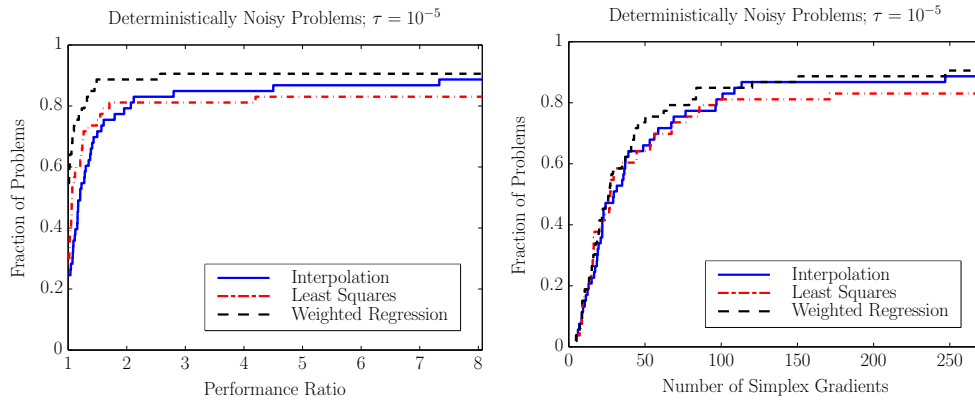 Deterministically Noisy Problems; τ = 10⁻⁵
Fraction of Problems
1
0.8
0.6
0.4
0.2
0
1 2 3 4 5 6 7 8
Performance Ratio
Interpolation
Least Squares
Weighted Regression
Deterministically Noisy Problems; τ = 10⁻⁵
Fraction of Problems
1
0.8
0.6
0.4
0.2
0
0 50 100 150 200 250
Number of Simplex Gradients
Interpolation
Least Squares
Weighted Regression